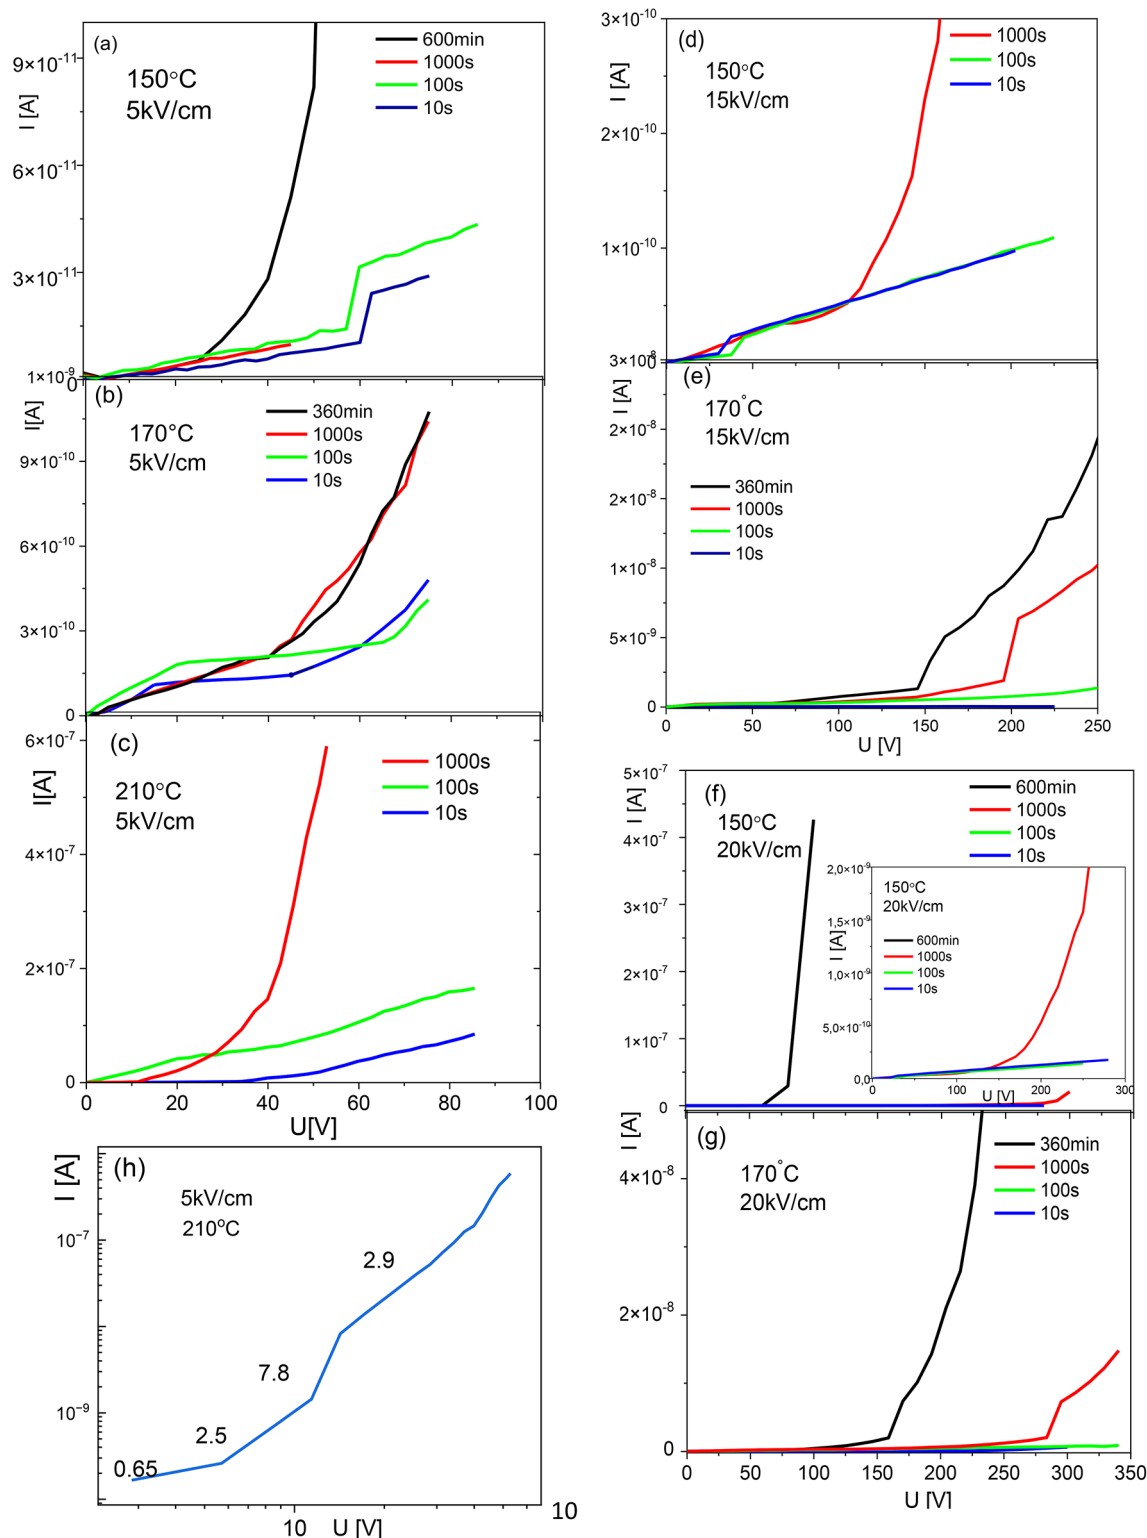 (a)
150°C
5kV/cm
600min
1000s
100s
10s
I [A]
9×10⁻¹¹
6×10⁻¹¹
3×10⁻¹¹
1×10⁻⁹
0
(b)
170°C
5kV/cm
360min
1000s
100s
10s
I[A]
9×10⁻¹⁰
6×10⁻¹⁰
3×10⁻¹⁰
0
(c)
210°C
5kV/cm
1000s
100s
10s
I[A]
6×10⁻⁷
4×10⁻⁷
2×10⁻⁷
0
0 20 40 60 80 100
U[V]
(h)
5kV/cm
210°C
I [A]
10⁻⁷
10⁻⁹
0.65
2.5
7.8
2.9
10
U [V]
10
(d)
150°C
15kV/cm
1000s
100s
10s
I [A]
3×10⁻¹⁰
2×10⁻¹⁰
1×10⁻¹⁰
0
(e)
170°C
15kV/cm
360min
1000s
100s
10s
I [A]
2×10⁻⁸
2×10⁻⁸
1×10⁻⁸
5×10⁻⁹
0
0 50 100 150 200 250
U [V]
(f)
150°C
20kV/cm
600min
1000s
100s
10s
I [A]
5×10⁻⁷
4×10⁻⁷
3×10⁻⁷
2×10⁻⁷
1×10⁻⁷
0
150°C
20kV/cm
600min
1000s
100s
10s
I [A]
2,0×10⁻⁹
1,5×10⁻⁹
1,0×10⁻⁹
5,0×10⁻¹⁰
0,0
0 100 200 300
U [V]
(g)
170°C
20kV/cm
360min
1000s
100s
10s
I [A]
4×10⁻⁸
2×10⁻⁸
0
0 50 100 150 200 250 300 350
U [V]